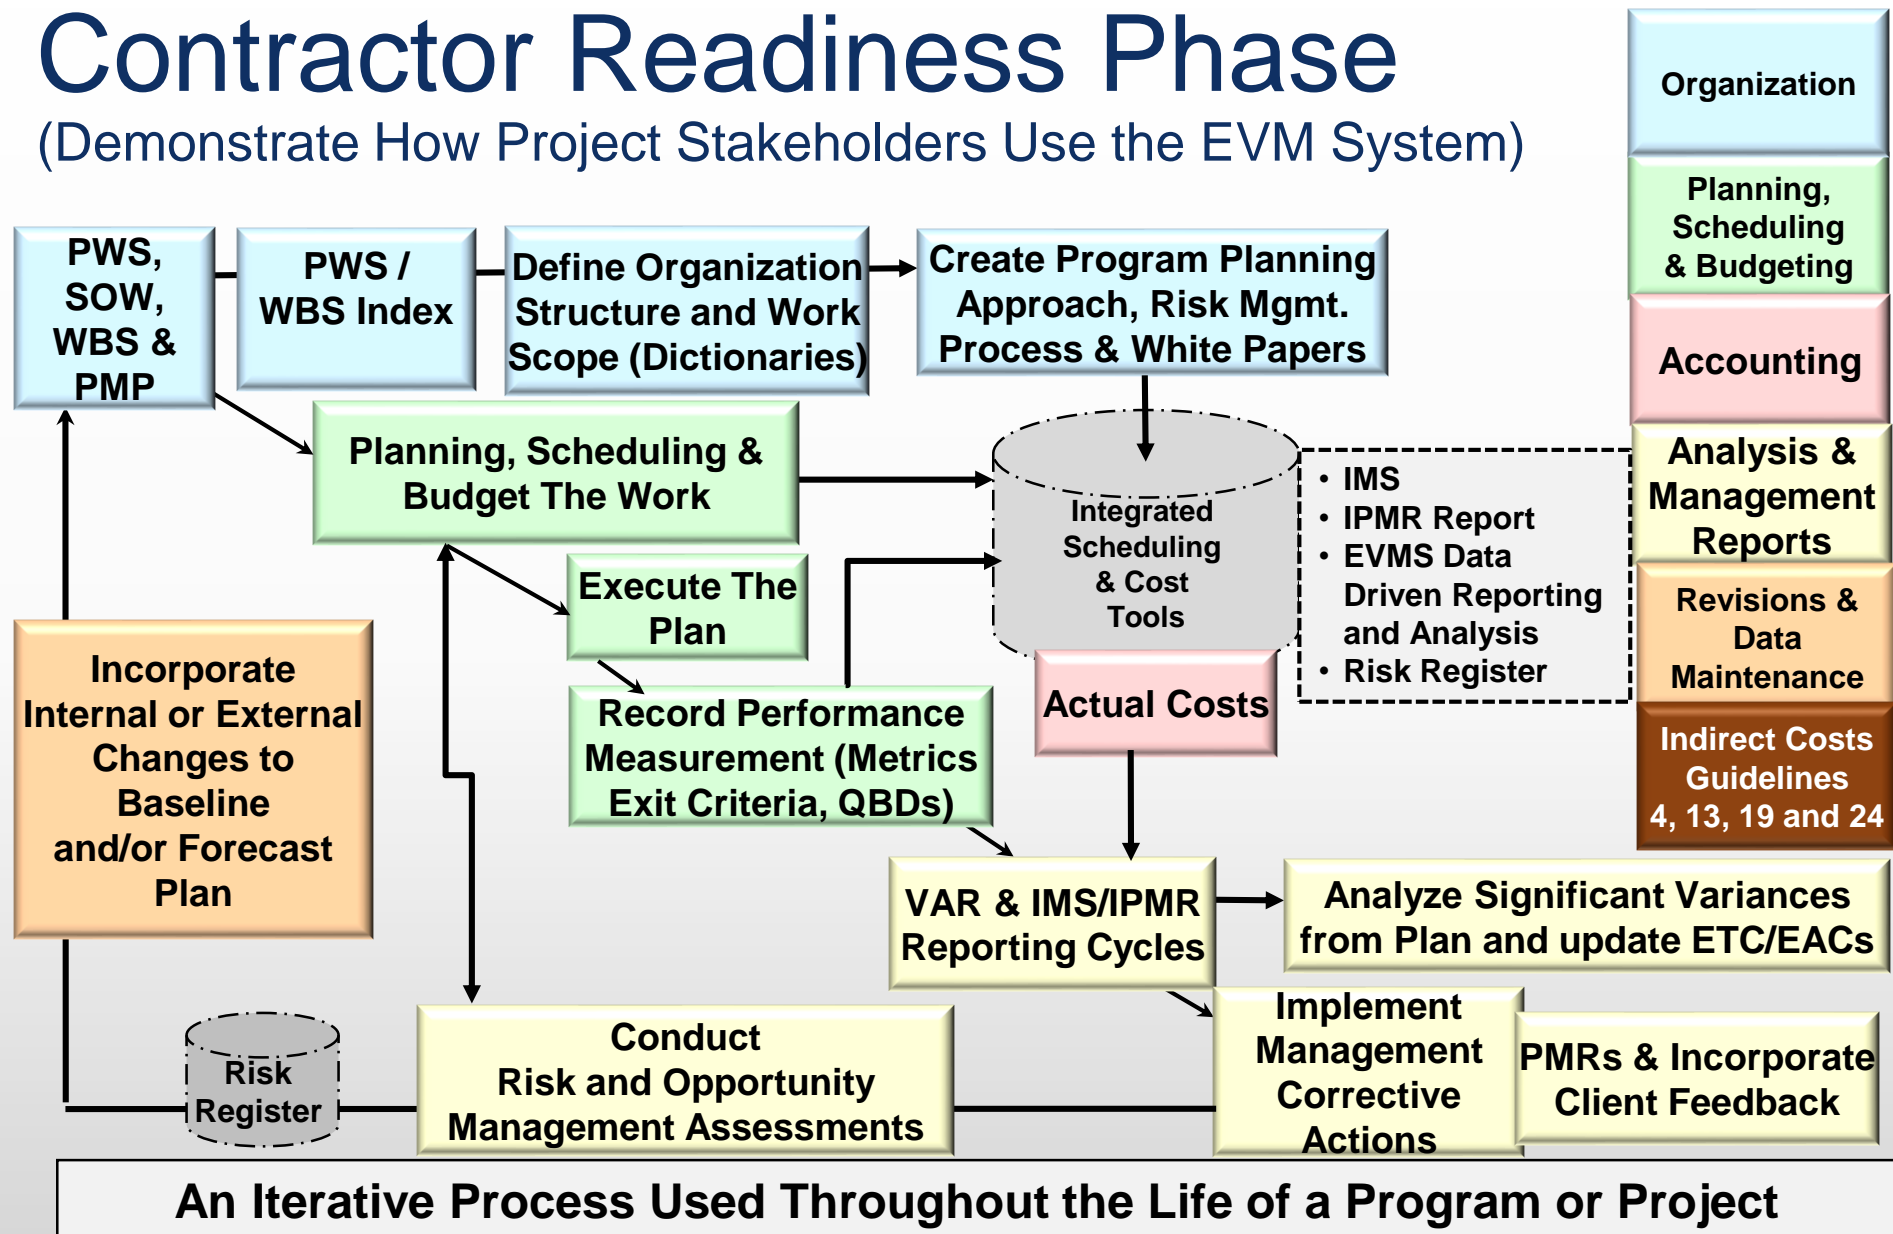 Contractor Readiness Phase
(Demonstrate How Project Stakeholders Use the EVM System)
Organization
Planning,
Scheduling
& Budgeting
Accounting
Analysis &
Management
Reports
Revisions &
Data
Maintenance
Indirect Costs
Guidelines
4, 13, 19 and 24
PWS,
SOW,
WBS &
PMP
PWS /
WBS Index
Define Organization
Structure and Work
Scope (Dictionaries)
Create Program Planning
Approach, Risk Mgmt.
Process & White Papers
Planning, Scheduling &
Budget The Work
Integrated
Scheduling
& Cost
Tools
• IMS
• IPMR Report
• EVMS Data
Driven Reporting
and Analysis
• Risk Register
Execute The
Plan
Incorporate
Internal or External
Changes to
Baseline
and/or Forecast
Plan
Record Performance
Measurement (Metrics
Exit Criteria, QBDs)
Actual Costs
VAR & IMS/IPMR
Reporting Cycles
Analyze Significant Variances
from Plan and update ETC/EACs
Risk
Register
Conduct
Risk and Opportunity
Management Assessments
Implement
Management
Corrective
Actions
PMRs & Incorporate
Client Feedback
An Iterative Process Used Throughout the Life of a Program or Project